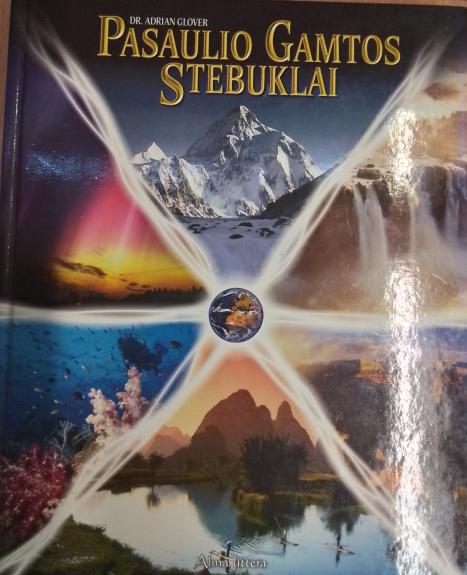 DR. ADRIAN GLOVER
PASAULIO GAMTOS
STEBUKLAI
Alma littera